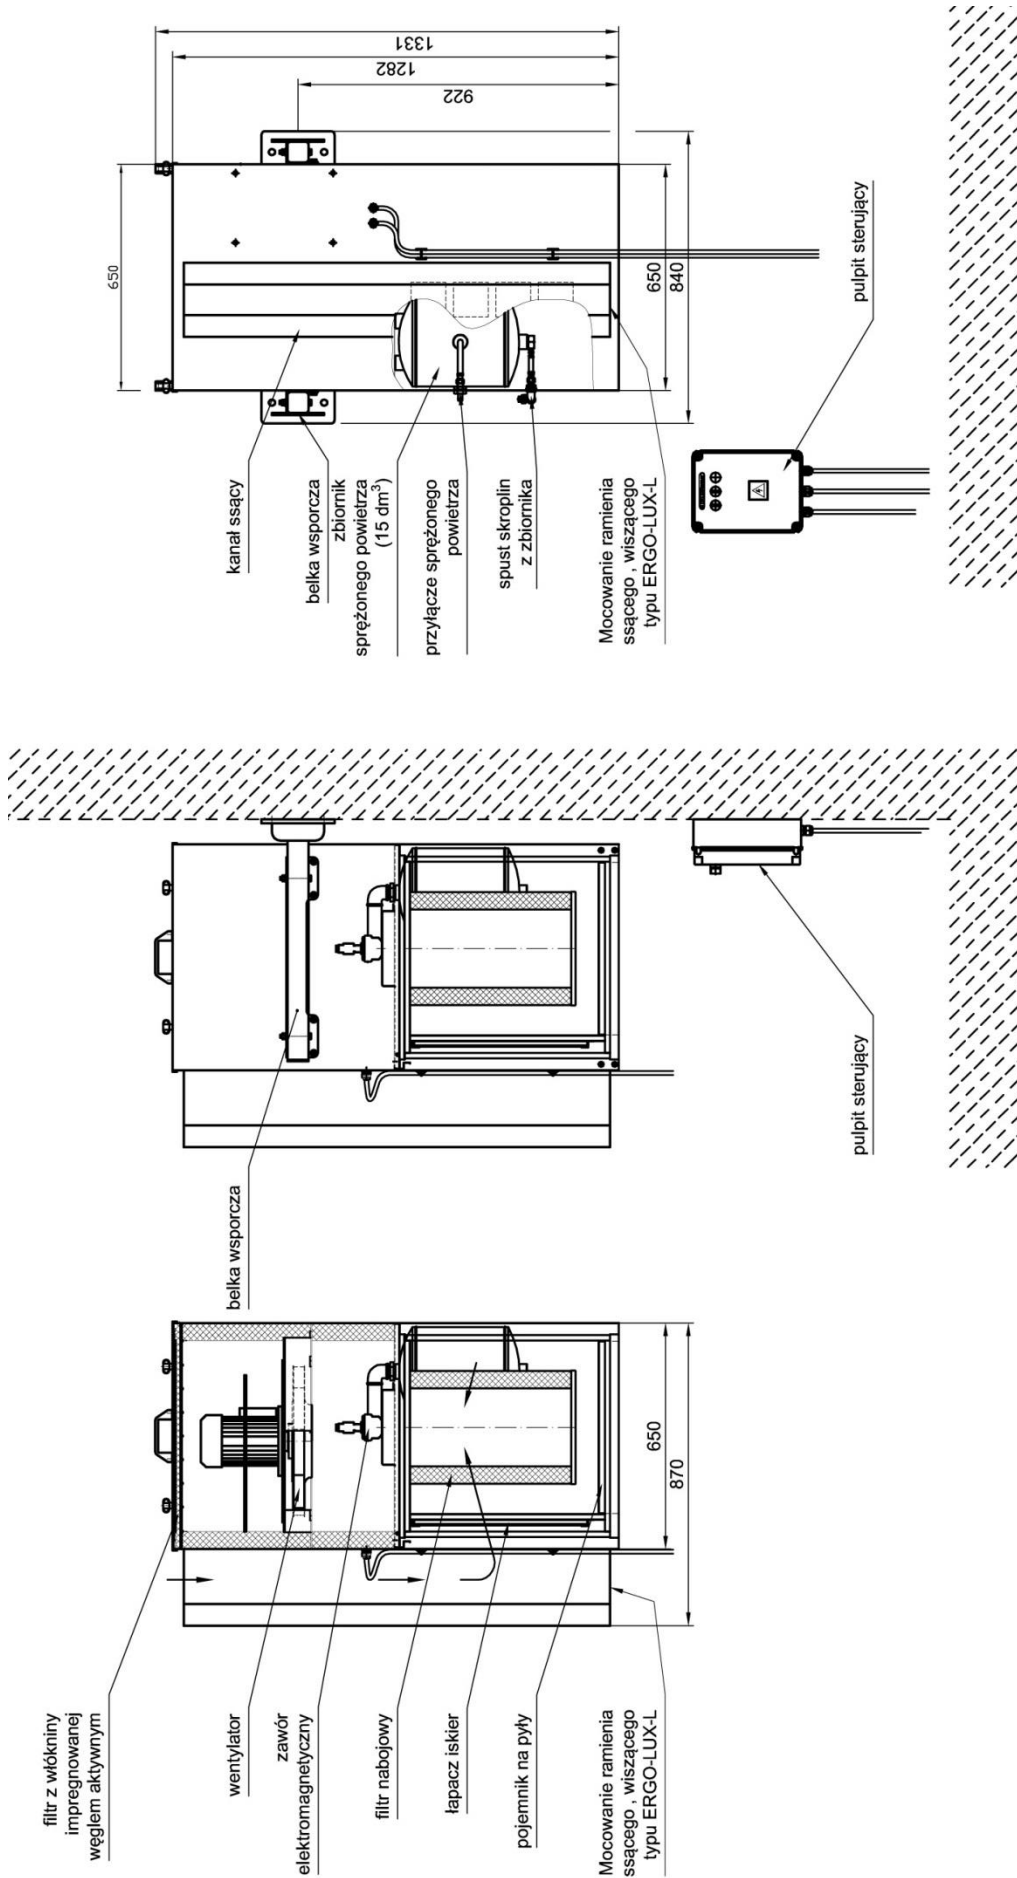 filtr z włókniny
impregnowanej
węglem aktywnym
wentylator
zawór
elektromagnetyczny
filtr nabojowy
łapacz iskier
pojemnik na pyły
Mocowanie ramienia
ssącego , wiszącego
typu ERGO-LUX-L
650
870
belka wsporcza
pulpit sterujący
kanał ssący
belka wsporcza
zbiornik
sprężonego powietrza
(15 dm³)
przyłącze sprężonego
powietrza
spust skroplin
z zbiornika
Mocowanie ramienia
ssącego , wiszącego
typu ERGO-LUX-L
650
1331
1282
922
650
840
pulpit sterujący